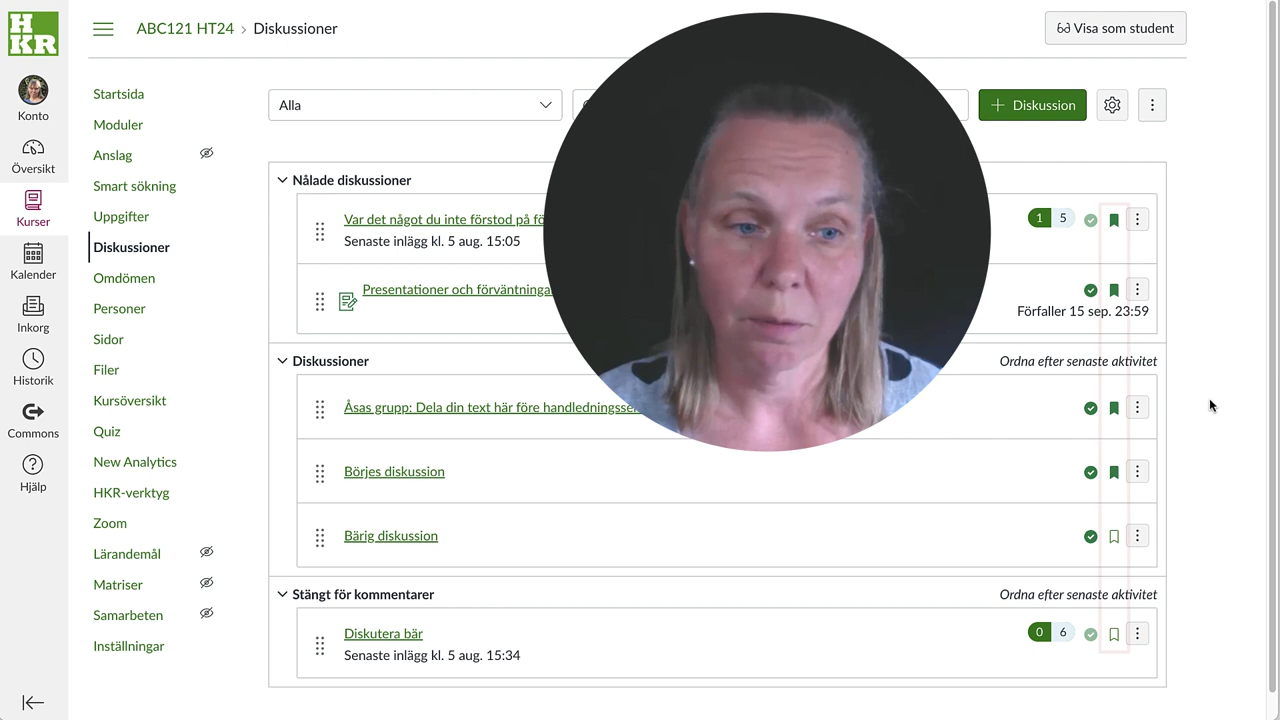 HKR
ABC121 HT24 › Diskussioner
Visa som student
Konto
Översikt
Kurser
Kalender
Inkorg
Historik
Commons
Hjälp
Startsida
Moduler
Anslag
Smart sökning
Uppgifter
Diskussioner
Omdömen
Personer
Sidor
Filer
Kursöversikt
Quiz
New Analytics
HKR-verktyg
Zoom
Lärandemål
Matriser
Samarbeten
Inställningar
Alla
+ Diskussion
Nålade diskussioner
Var det något du inte förstod på
1 5
Senaste inlägg kl. 5 aug. 15:05
Presentationer och
Förfaller 15 sep. 23:59
Diskussioner
Ordna efter senaste aktivitet
Åsas grupp: Dela din text här före
Börjes diskussion
Bärig diskussion
Stängt för kommentarer
Ordna efter senaste aktivitet
Diskutera bär
0 6
Senaste inlägg kl. 5 aug. 15:34